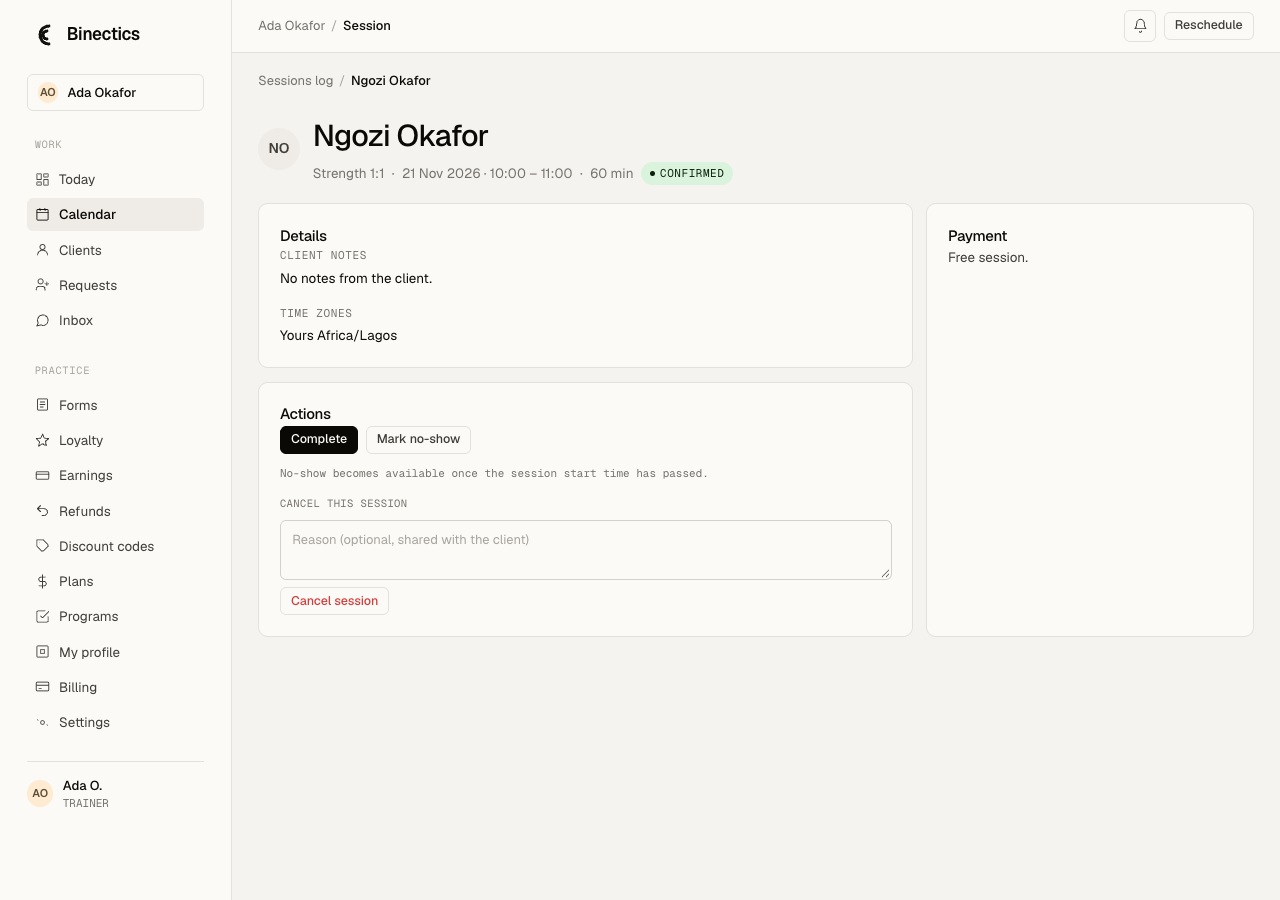 Binectics
Ada Okafor / Session
Reschedule
AO Ada Okafor
WORK
Today
Calendar
Clients
Requests
Inbox
PRACTICE
Forms
Loyalty
Earnings
Refunds
Discount codes
Plans
Programs
My profile
Billing
Settings
AO Ada O.
TRAINER
Sessions log / Ngozi Okafor
NO Ngozi Okafor
Strength 1:1 · 21 Nov 2026 · 10:00 – 11:00 · 60 min CONFIRMED
Details
CLIENT NOTES
No notes from the client.
TIME ZONES
Yours Africa/Lagos
Payment
Free session.
Actions
Complete Mark no-show
No-show becomes available once the session start time has passed.
CANCEL THIS SESSION
Reason (optional, shared with the client)
Cancel session